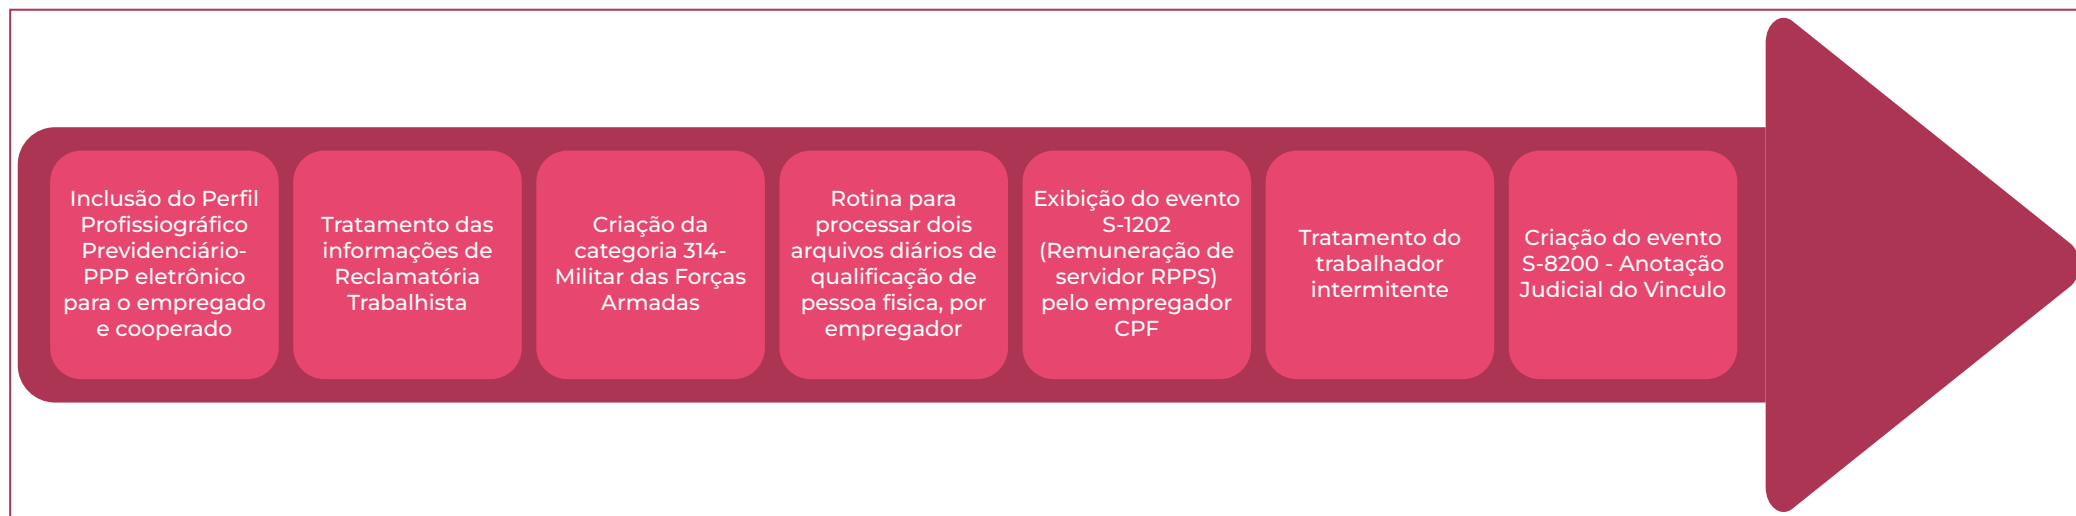 Inclusão do Perfil
Profissiográfico
Previdenciário-
PPP eletrônico
para o empregado
e cooperado
Tratamento das
informações de
Reclamatória
Trabalhista
Criação da
categoria 314-
Militar das Forças
Armadas
Rotina para
processar dois
arquivos diários de
qualificação de
pessoa fisica, por
empregador
Exibição do evento
S-1202
(Remuneração de
servidor RPPS)
pelo empregador
CPF
Tratamento do
trabalhador
intermitente
Criação do evento
S-8200 - Anotação
Judicial do Vinculo